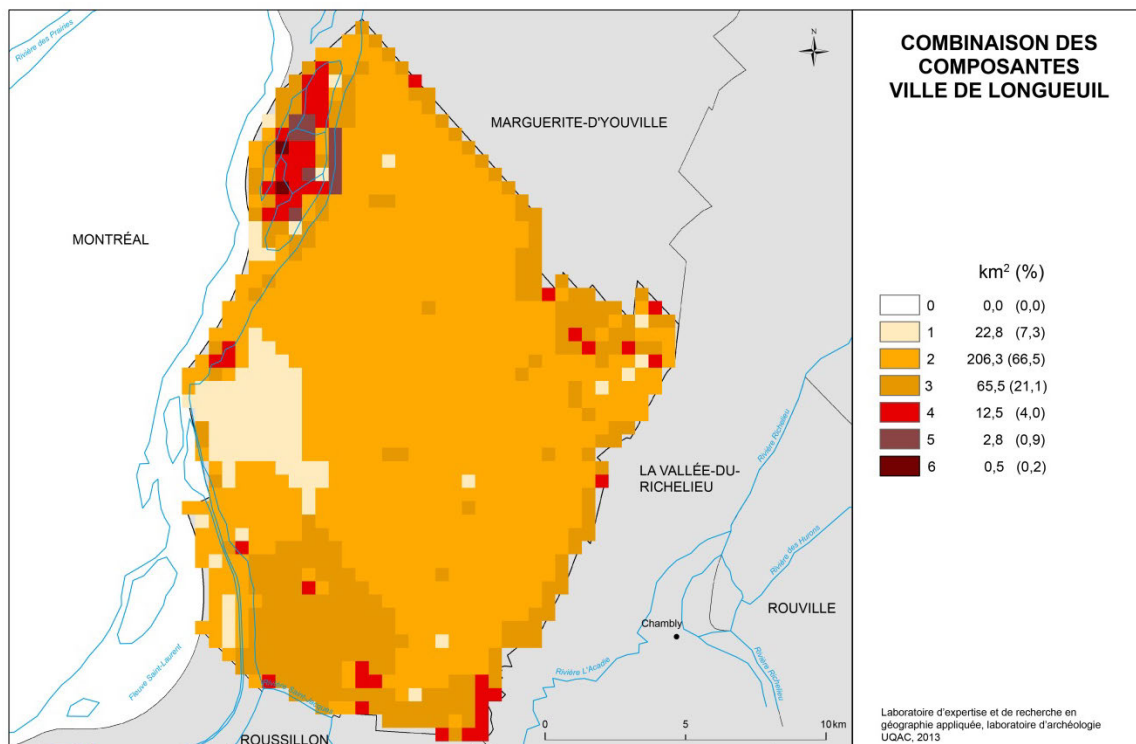 COMBINAISON DES
COMPOSANTES
VILLE DE LONGUEUIL
km² (%)
0 0,0 (0,0)
1 22,8 (7,3)
2 206,3 (66,5)
3 65,5 (21,1)
4 12,5 (4,0)
5 2,8 (0,9)
6 0,5 (0,2)
Rivière des Prairies
N
MARGUERITE-D'YOUVILLE
MONTRÉAL
LA VALLÉE-DU-
RICHELIEU
Rivière Richelieu
Rivière des Hurons
ROUVILLE
Chambly
Rivière L'Acadie
Rivière Richelieu
Fleuve Saint-Laurent
Rivière Saint-Jacques
ROUSSILLON
0 5 10 km
Laboratoire d'expertise et de recherche en
géographie appliquée, laboratoire d'archéologie
UQAC, 2013